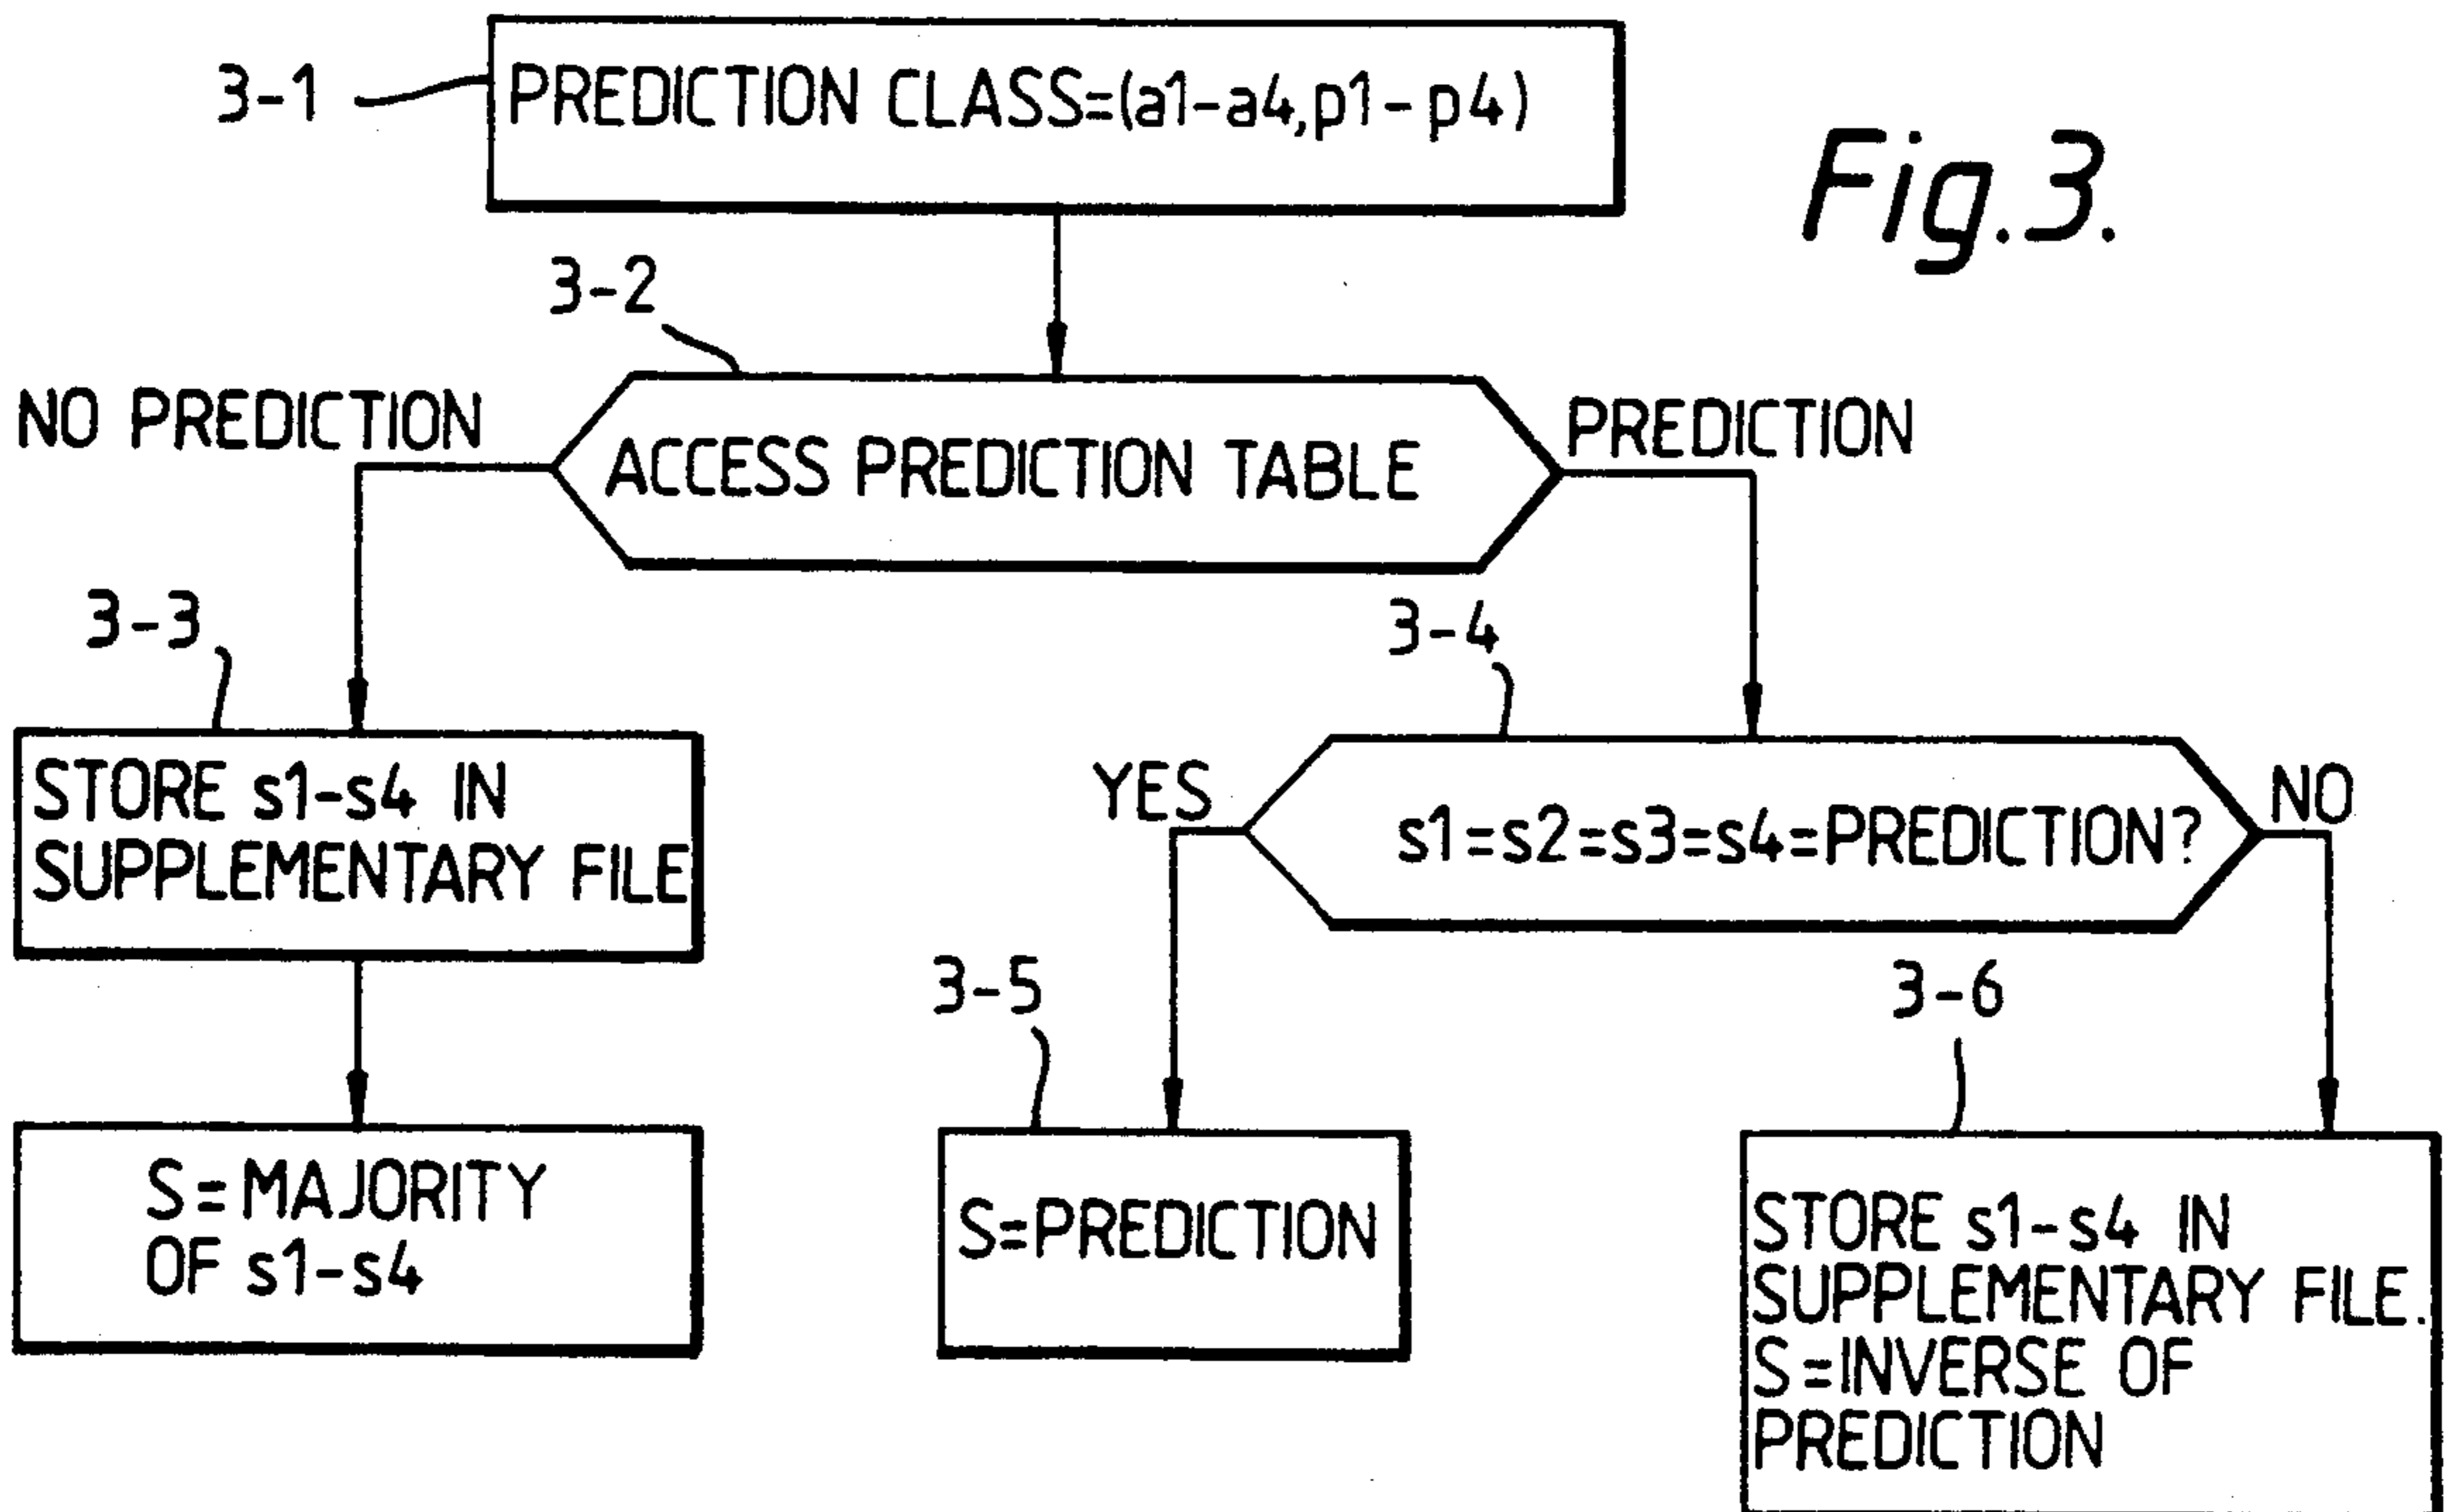 3-1
PREDICTION CLASS=(a1-a4,p1-p4)
Fig.3.
3-2
NO PREDICTION
ACCESS PREDICTION TABLE
PREDICTION
3-3
3-4
STORE s1-s4 IN
SUPPLEMENTARY FILE
YES
s1=s2=s3=s4=PREDICTION?
NO
3-5
3-6
S=MAJORITY
OF s1-s4
S=PREDICTION
STORE s1-s4 IN
SUPPLEMENTARY FILE.
S=INVERSE OF
PREDICTION